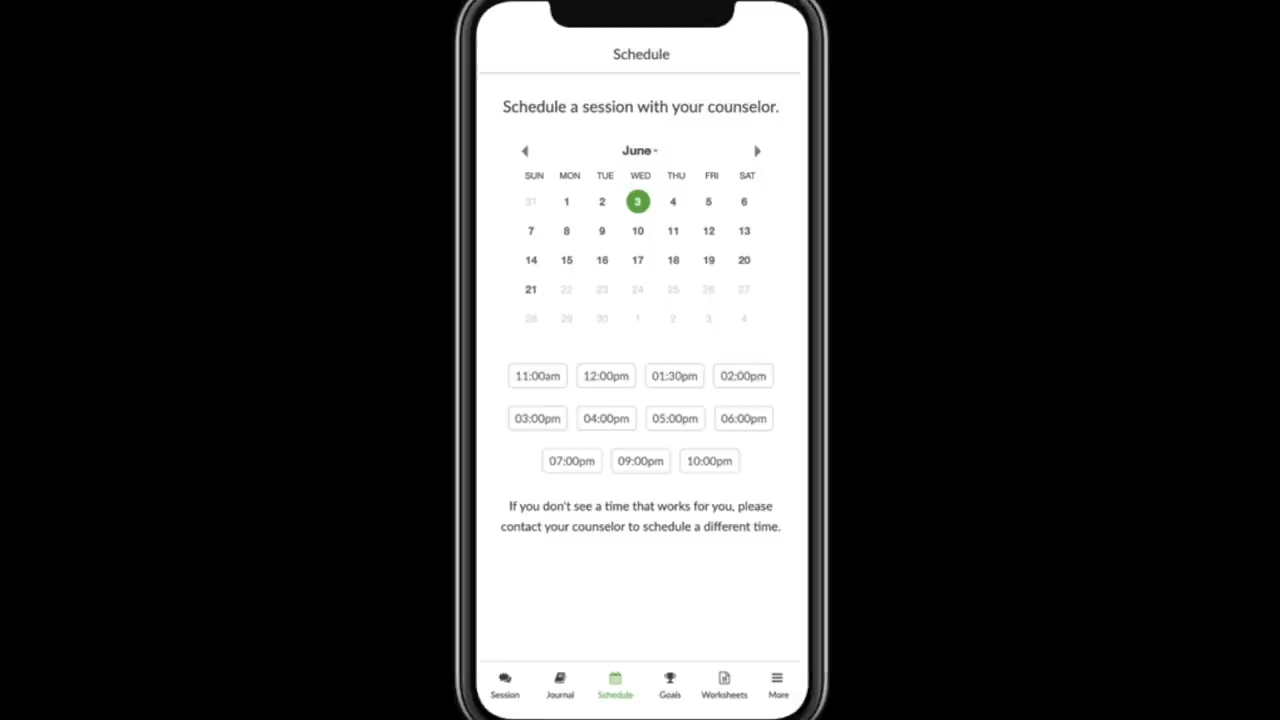 Schedule
Schedule a session with your counselor.
June
SUN MON TUE WED THU FRI SAT
31 1 2 3 4 5 6
7 8 9 10 11 12 13
14 15 16 17 18 19 20
21 22 23 24 25 26 27
28 29 30 1 2 3 4
11:00am 12:00pm 01:30pm 02:00pm
03:00pm 04:00pm 05:00pm 06:00pm
07:00pm 09:00pm 10:00pm
If you don't see a time that works for you, please
contact your counselor to schedule a different time.
Session Journal Schedule Goals Worksheets More